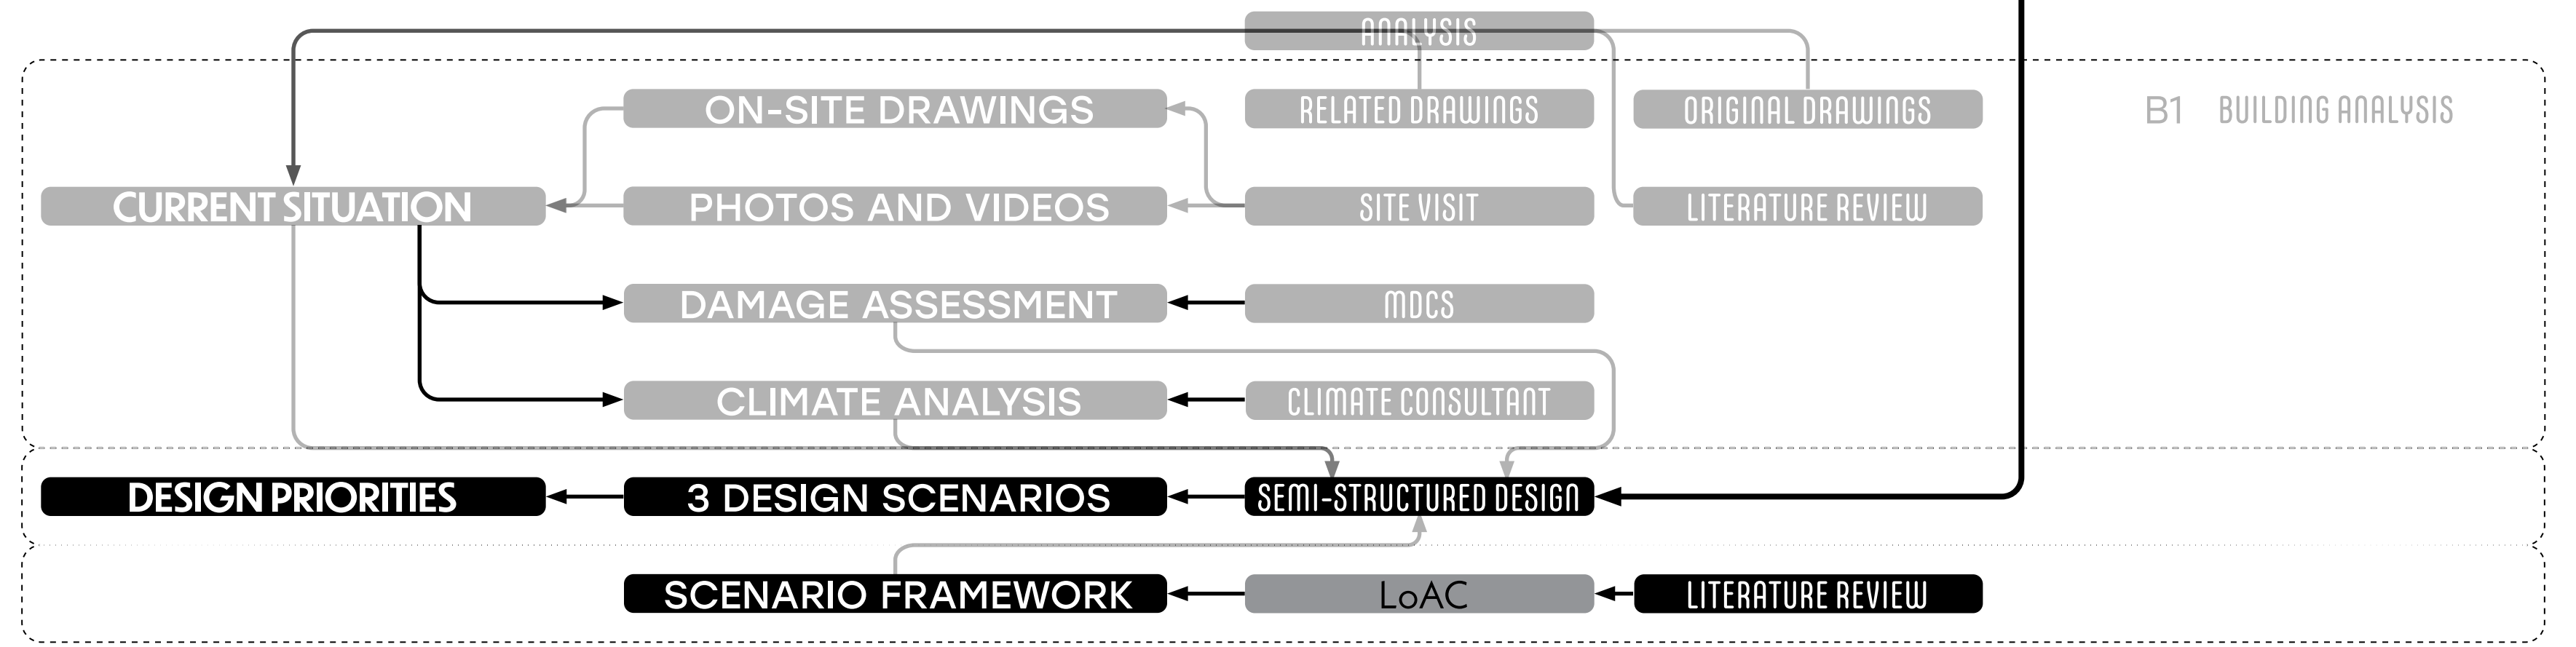 ANALYSIS
ON-SITE DRAWINGS
RELATED DRAWINGS
ORIGINAL DRAWINGS
B1 BUILDING ANALYSIS
CURRENT SITUATION
PHOTOS AND VIDEOS
SITE VISIT
LITERATURE REVIEW
DAMAGE ASSESSMENT
MDCS
CLIMATE ANALYSIS
CLIMATE CONSULTANT
DESIGN PRIORITIES
3 DESIGN SCENARIOS
SEMI-STRUCTURED DESIGN
SCENARIO FRAMEWORK
LoAC
LITERATURE REVIEW